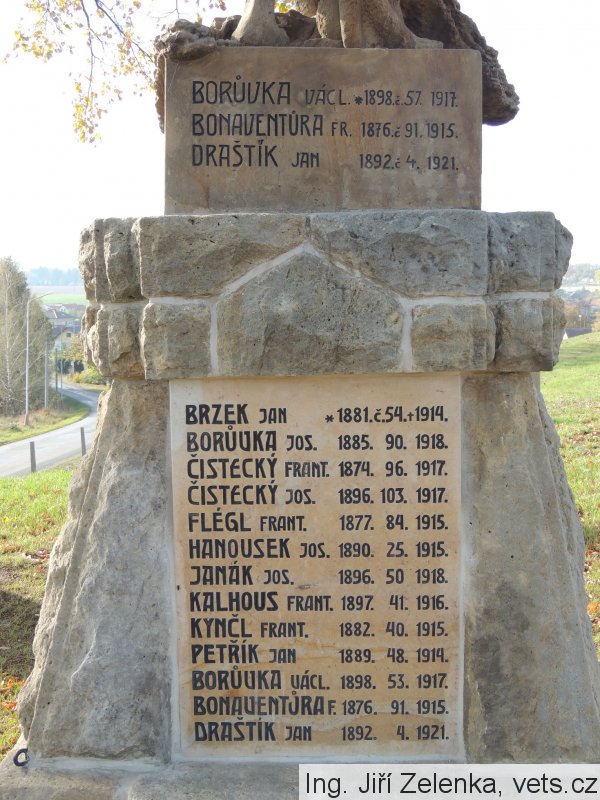 BORŮVKA VÁCL. *1898.č.57. 1917.
BONAVENTŮRA FR. 1876.č 91. 1915.
DRAŠTÍK JAN 1892.č 4. 1921.
BRZEK JAN *1881.č.54.+1914.
BORŮVKA JOS. 1885. 90. 1918.
ČISTECKÝ FRANT. 1874. 96. 1917.
ČISTECKÝ JOS. 1896. 103. 1917.
FLÉGL FRANT. 1877. 84. 1915.
HANOUSEK JOS. 1890. 25. 1915.
JANÁK JOS. 1896. 50 1918.
KALHOUS FRANT. 1897. 41. 1916.
KYNČL FRANT. 1882. 40. 1915.
PETŘÍK JAN 1889. 48. 1914.
BORŮVKA VÁCL. 1898. 53. 1917.
BONAVENTŮRA F. 1876. 91. 1915.
DRAŠTÍK JAN 1892. 4. 1921.
Ing. Jiří Zelenka, vets.cz